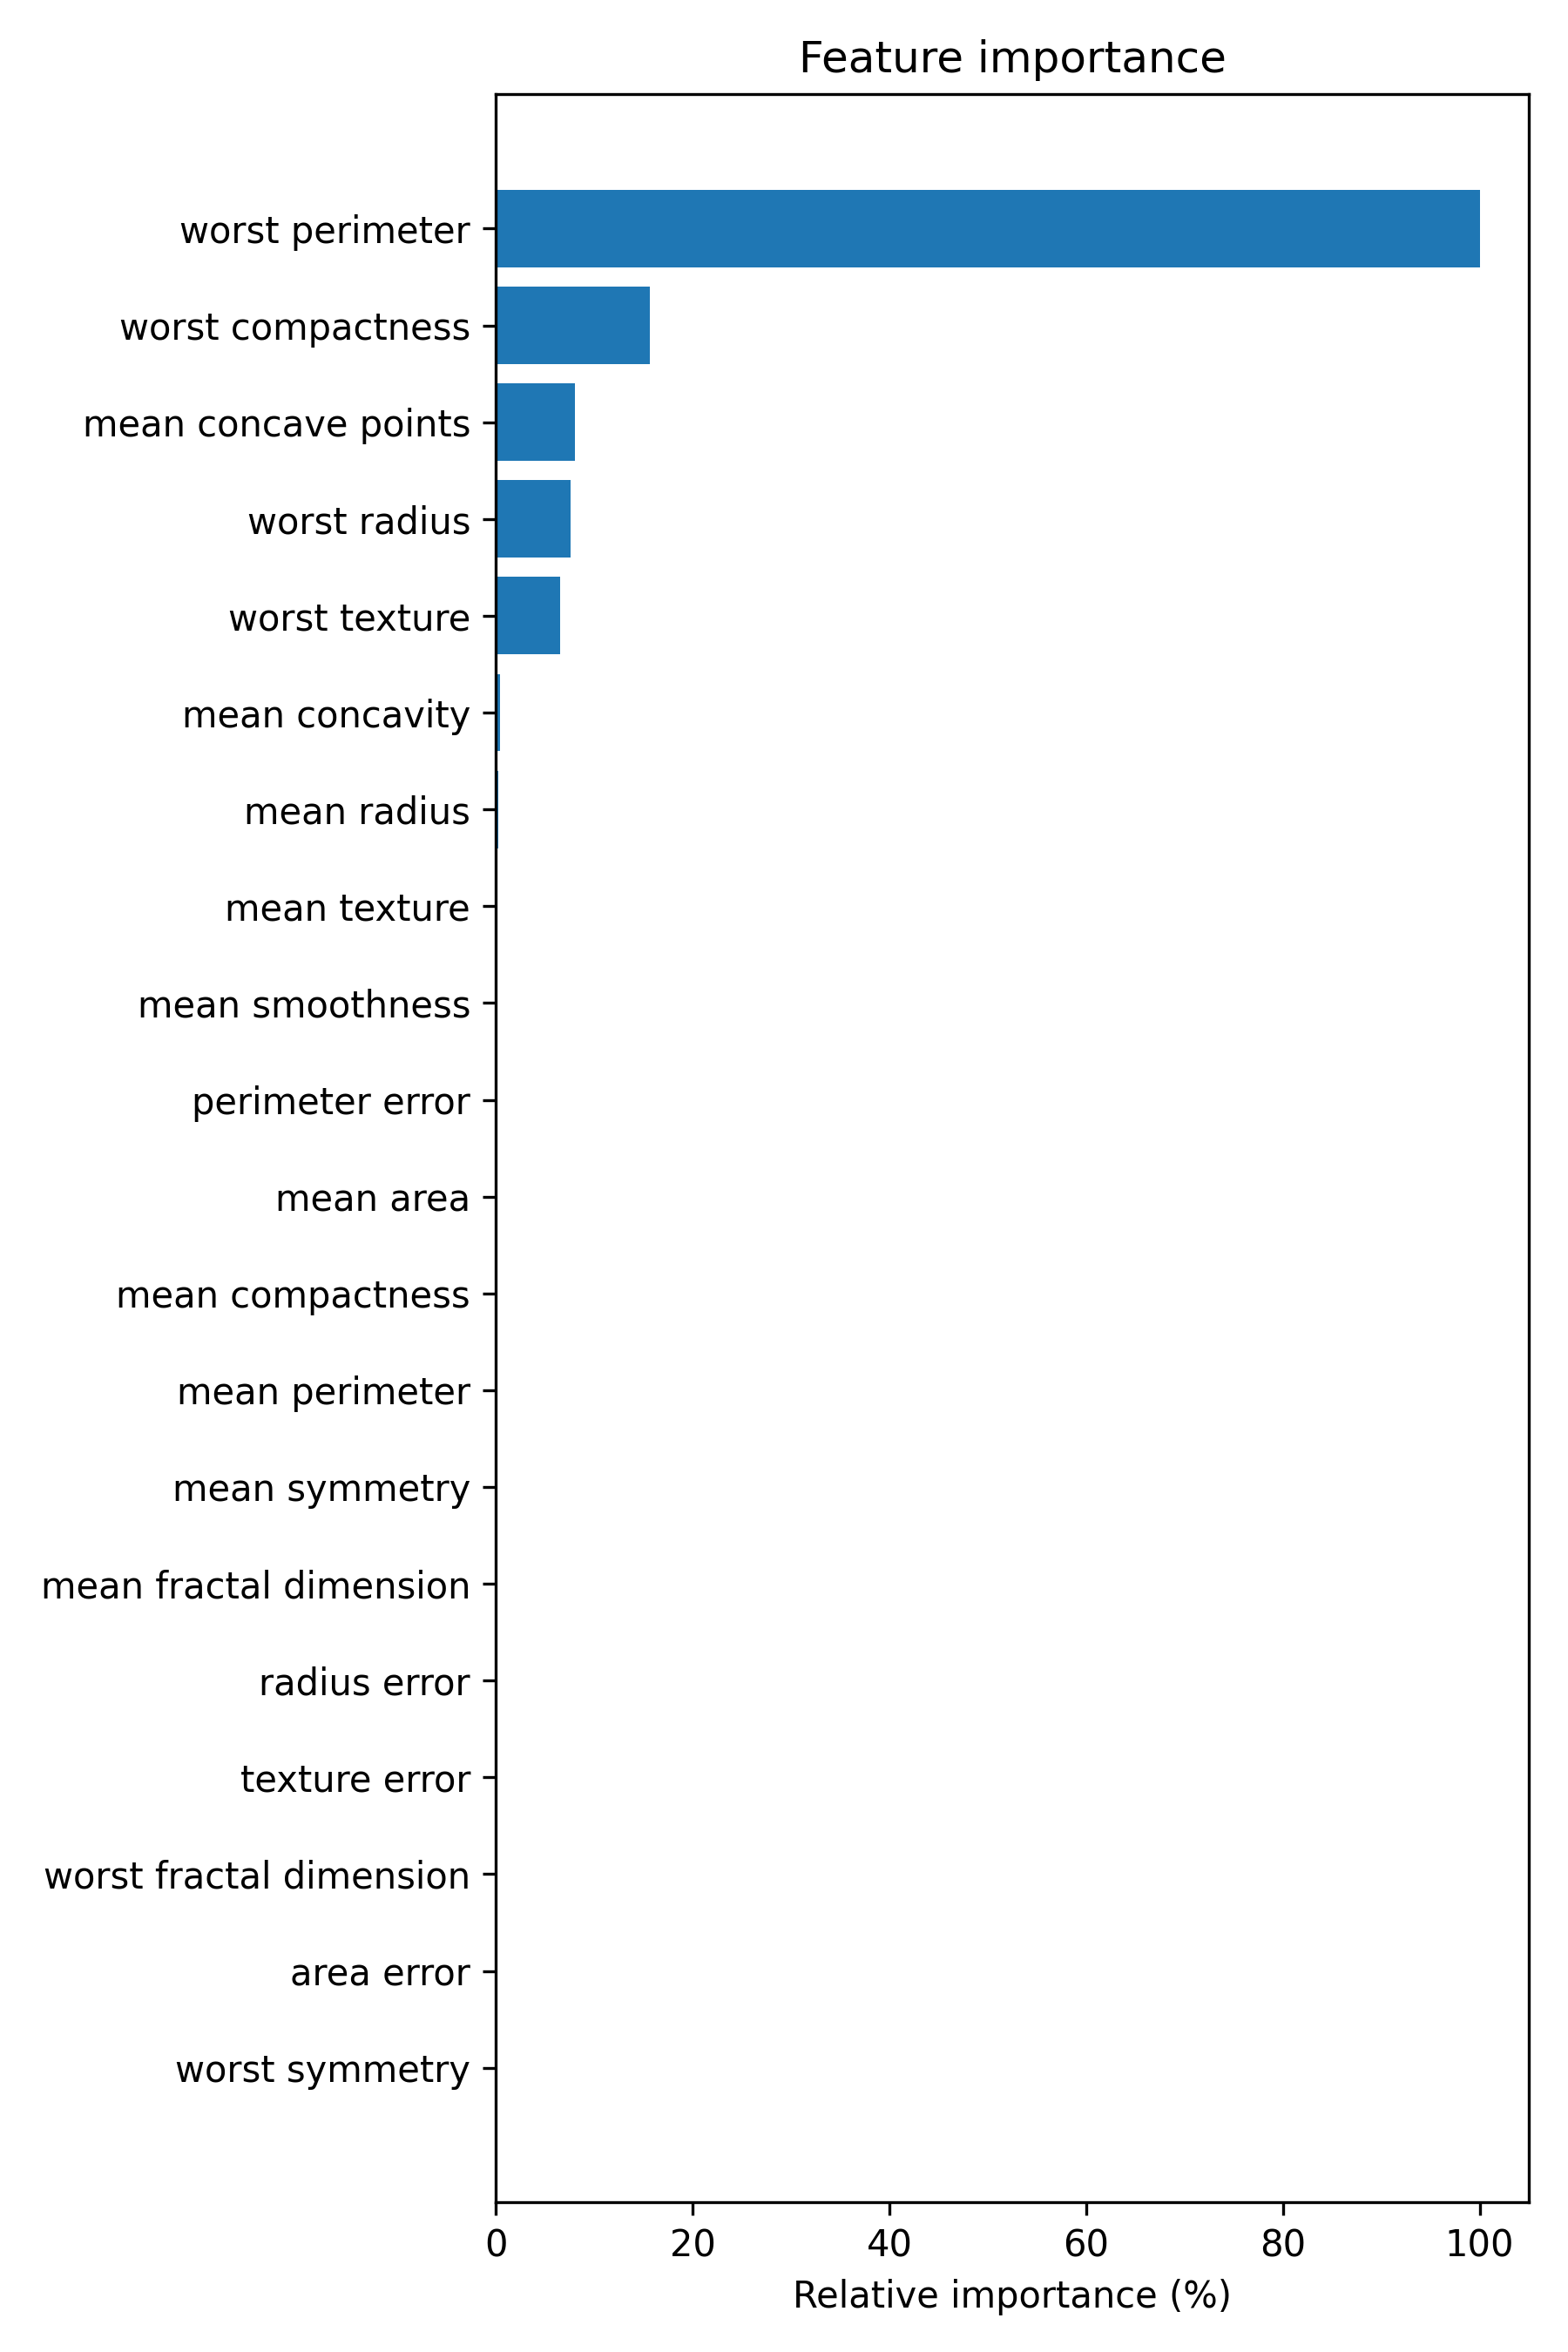 Feature importance
worst perimeter
worst compactness
mean concave points
worst radius
worst texture
mean concavity
mean radius
mean texture
mean smoothness
perimeter error
mean area
mean compactness
mean perimeter
mean symmetry
mean fractal dimension
radius error
texture error
worst fractal dimension
area error
worst symmetry
0 20 40 60 80 100
Relative importance (%)